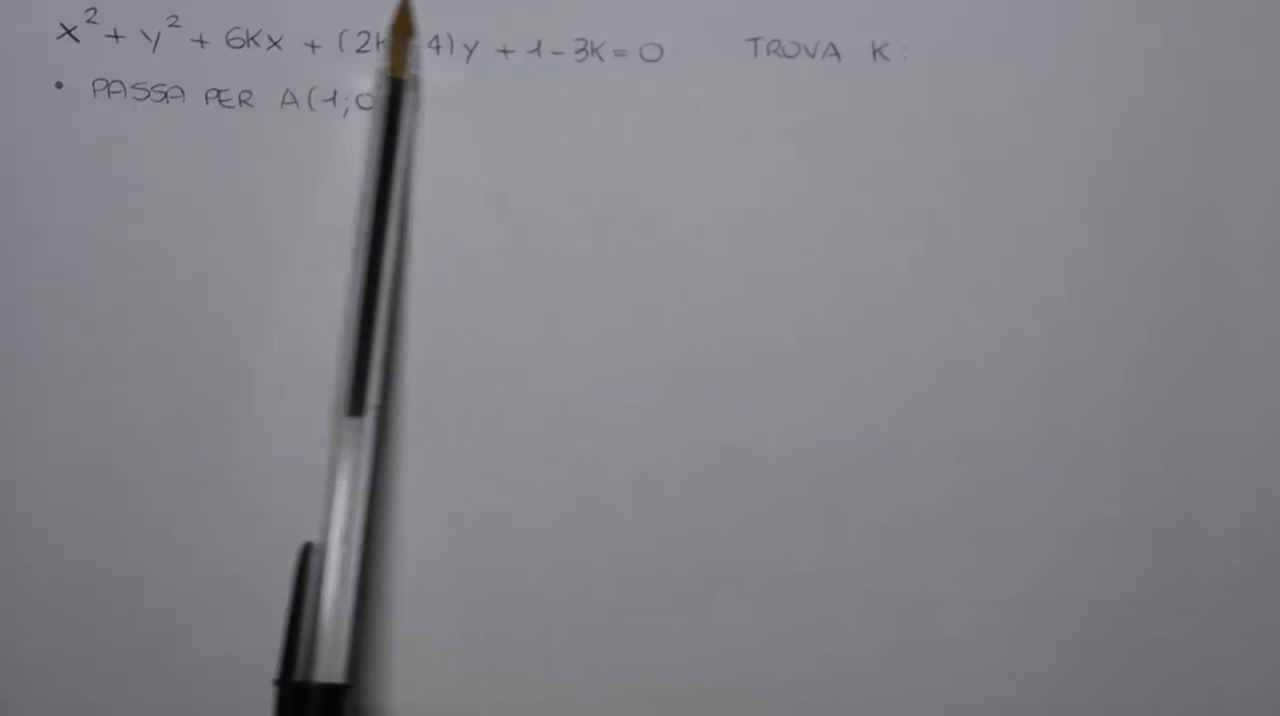 x² + y² + 6Kx + (2K 4)y + 1 - 3K = 0 TROVA K:
• PASSA PER A(1;0